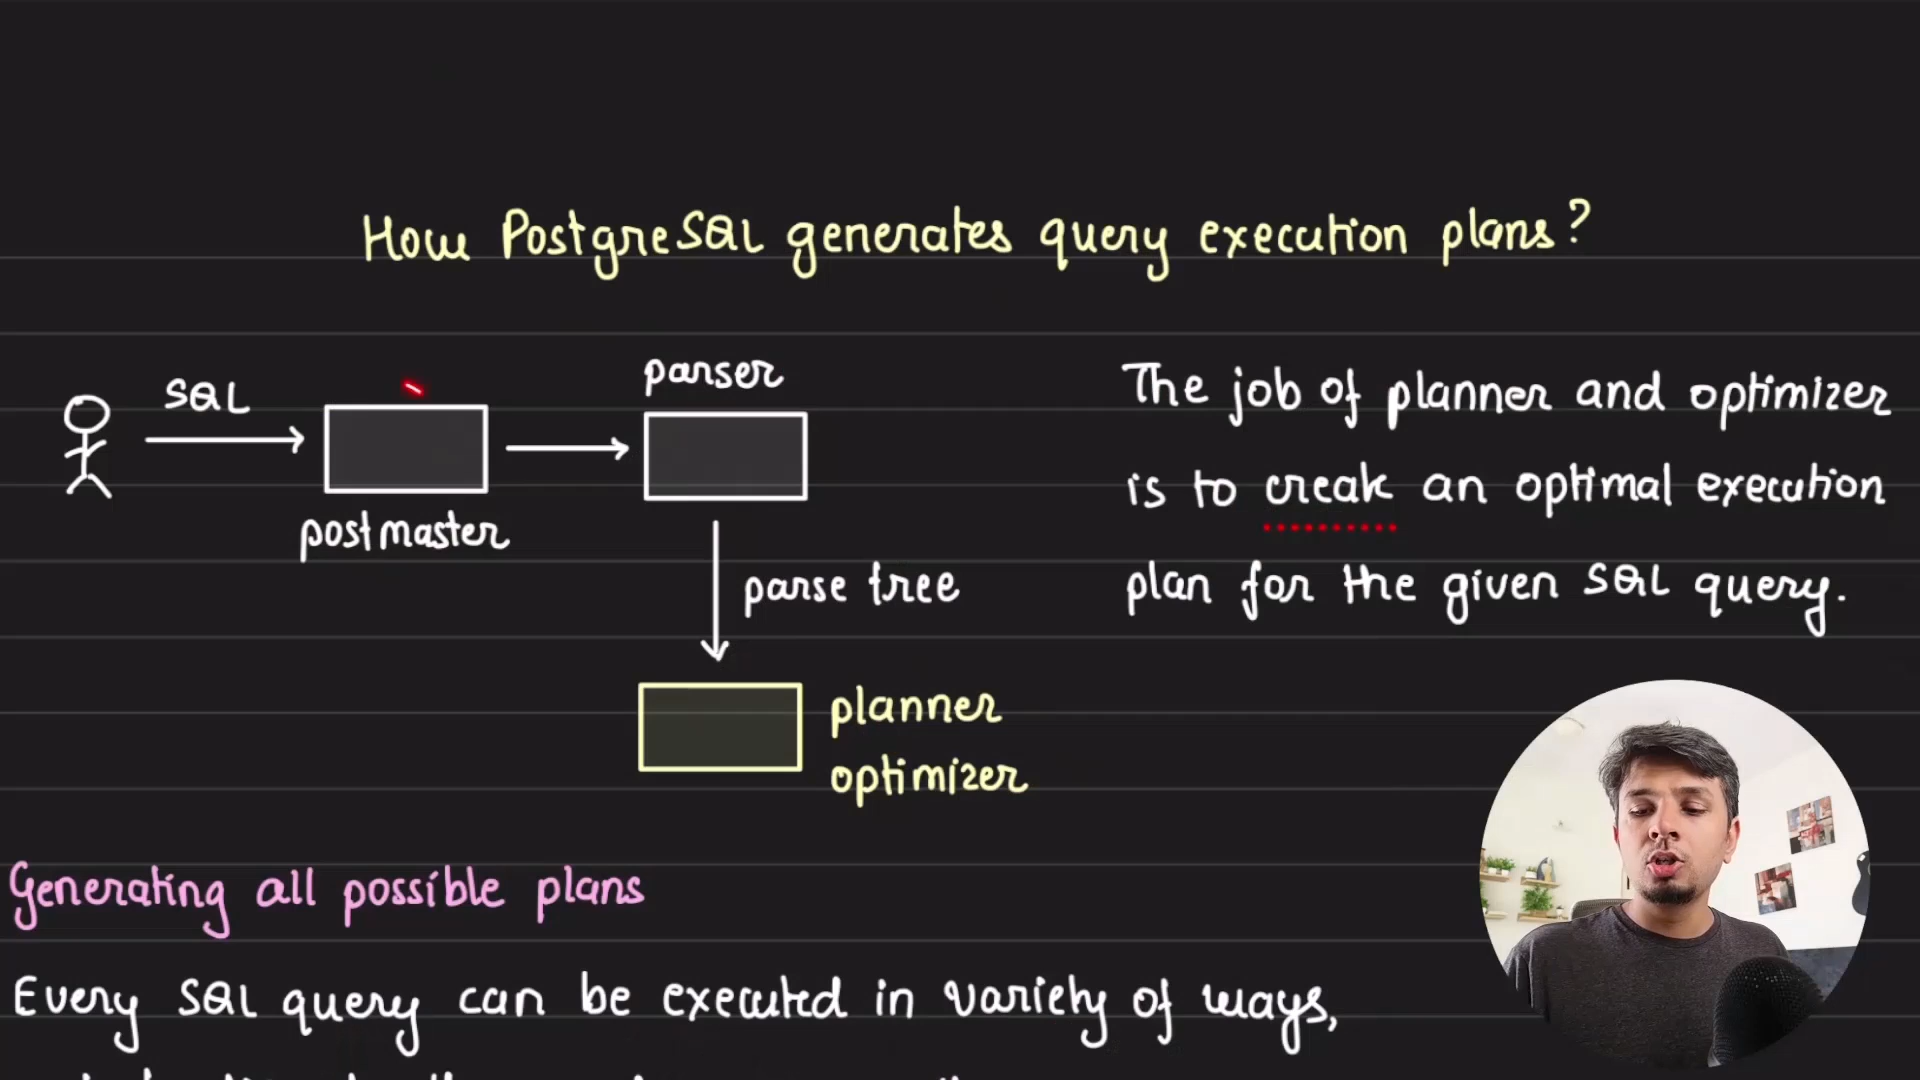 How PostgreSQL generates query execution plans?
SQL
postmaster
parser
parse tree
planner
optimizer
The job of planner and optimizer
is to create an optimal execution
plan for the given SQL query.
Generating all possible plans
Every SQL query can be executed in variety of ways,